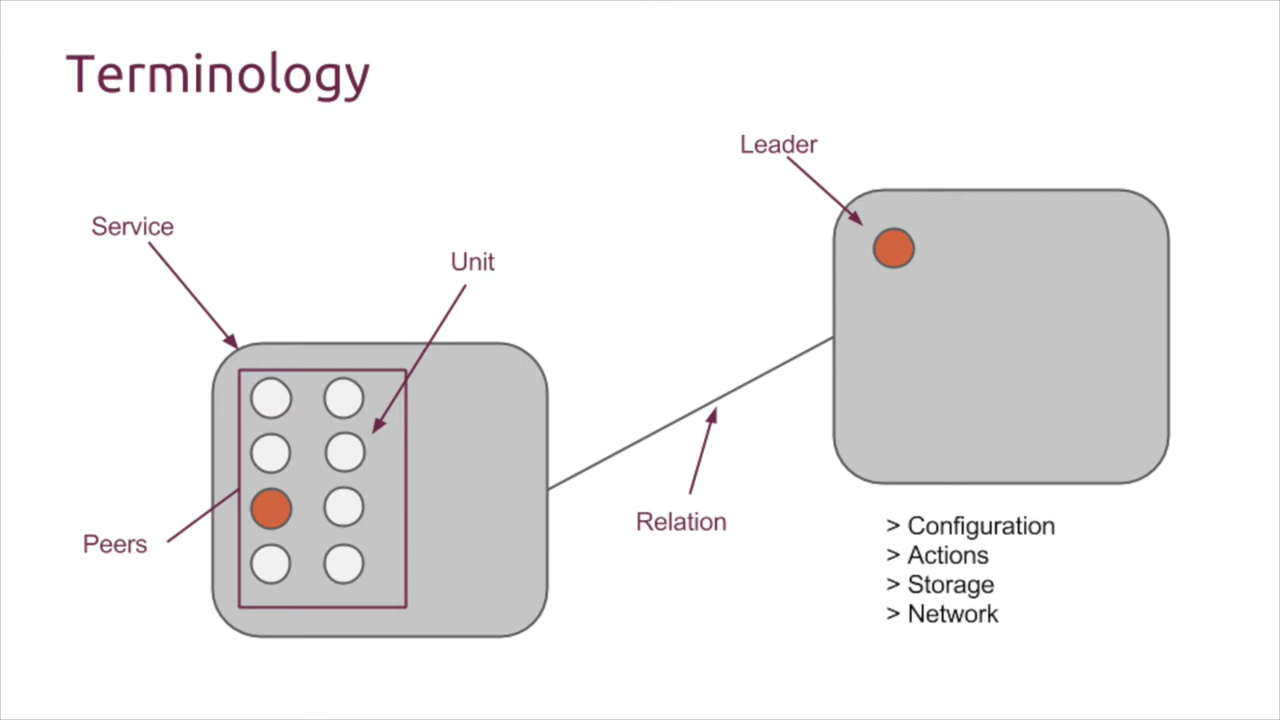 Terminology
Leader
Service
Unit
Relation
Peers
> Configuration
> Actions
> Storage
> Network